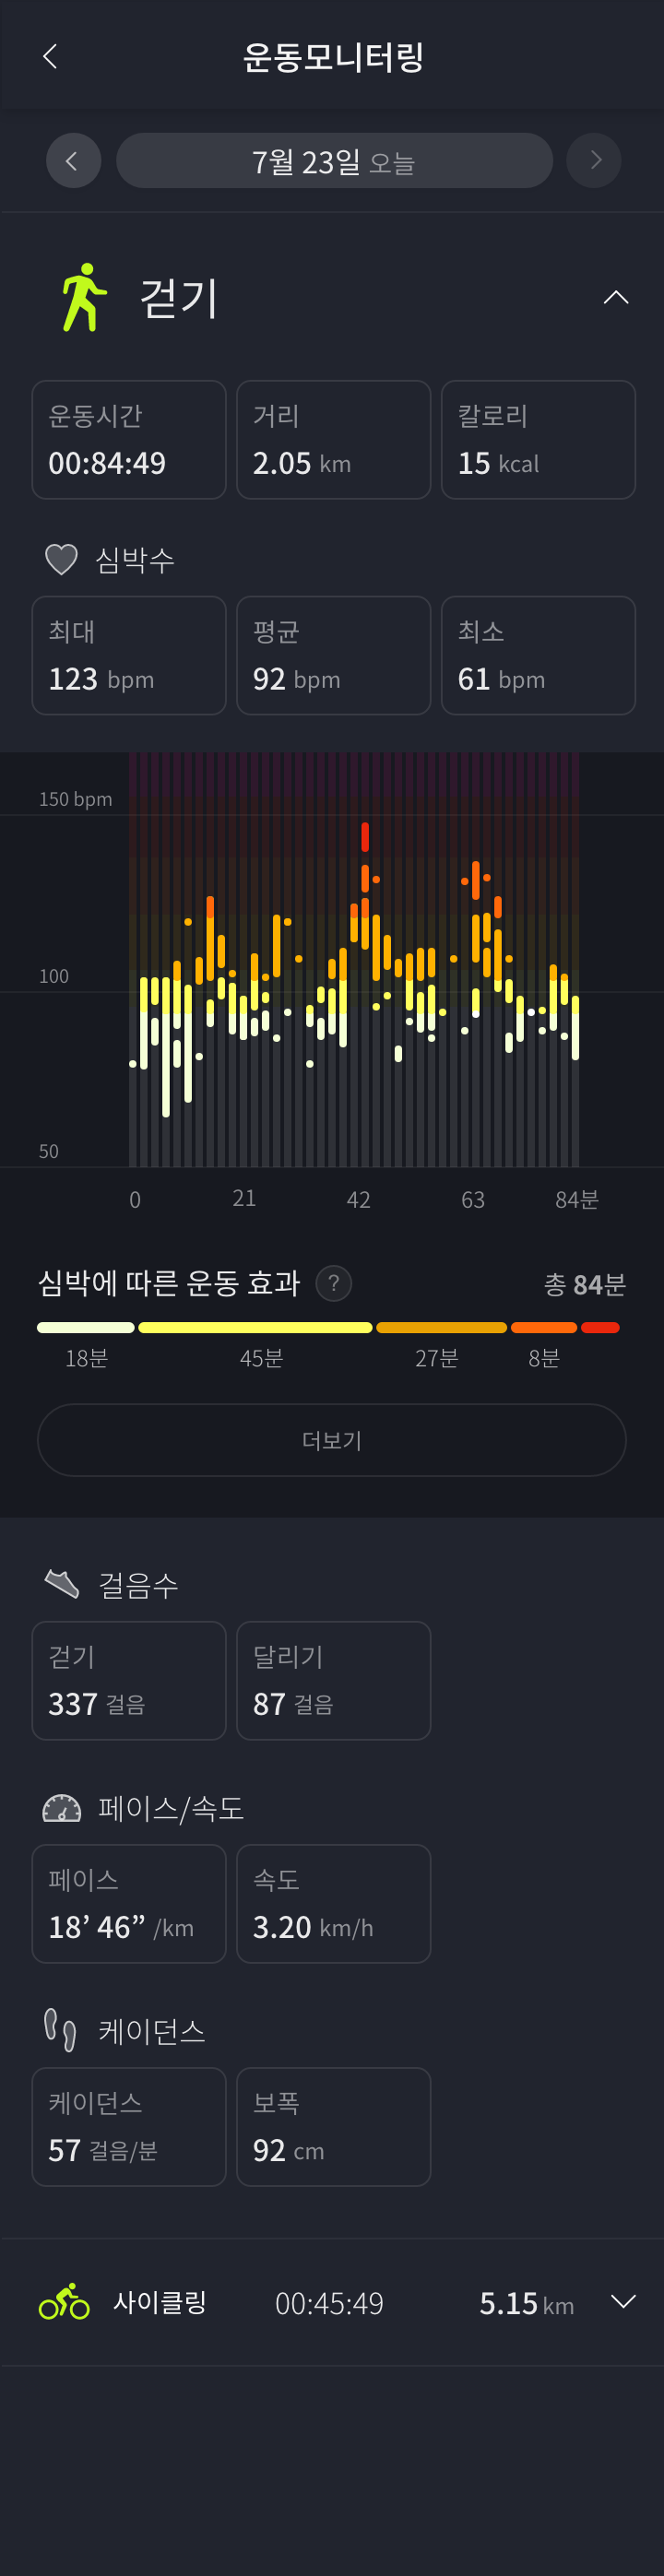 운동모니터링
7월 23일 오늘
걷기
운동시간 거리 칼로리
00:84:49 2.05 km 15 kcal
심박수
최대 평균 최소
123 bpm 92 bpm 61 bpm
150 bpm
100
50
0 21 42 63 84분
심박에 따른 운동 효과 ? 총 84분
18분 45분 27분 8분
더보기
걸음수
걷기 달리기
337 걸음 87 걸음
페이스/속도
페이스 속도
18’ 46” /km 3.20 km/h
케이던스
케이던스 보폭
57 걸음/분 92 cm
사이클링 00:45:49 5.15 km